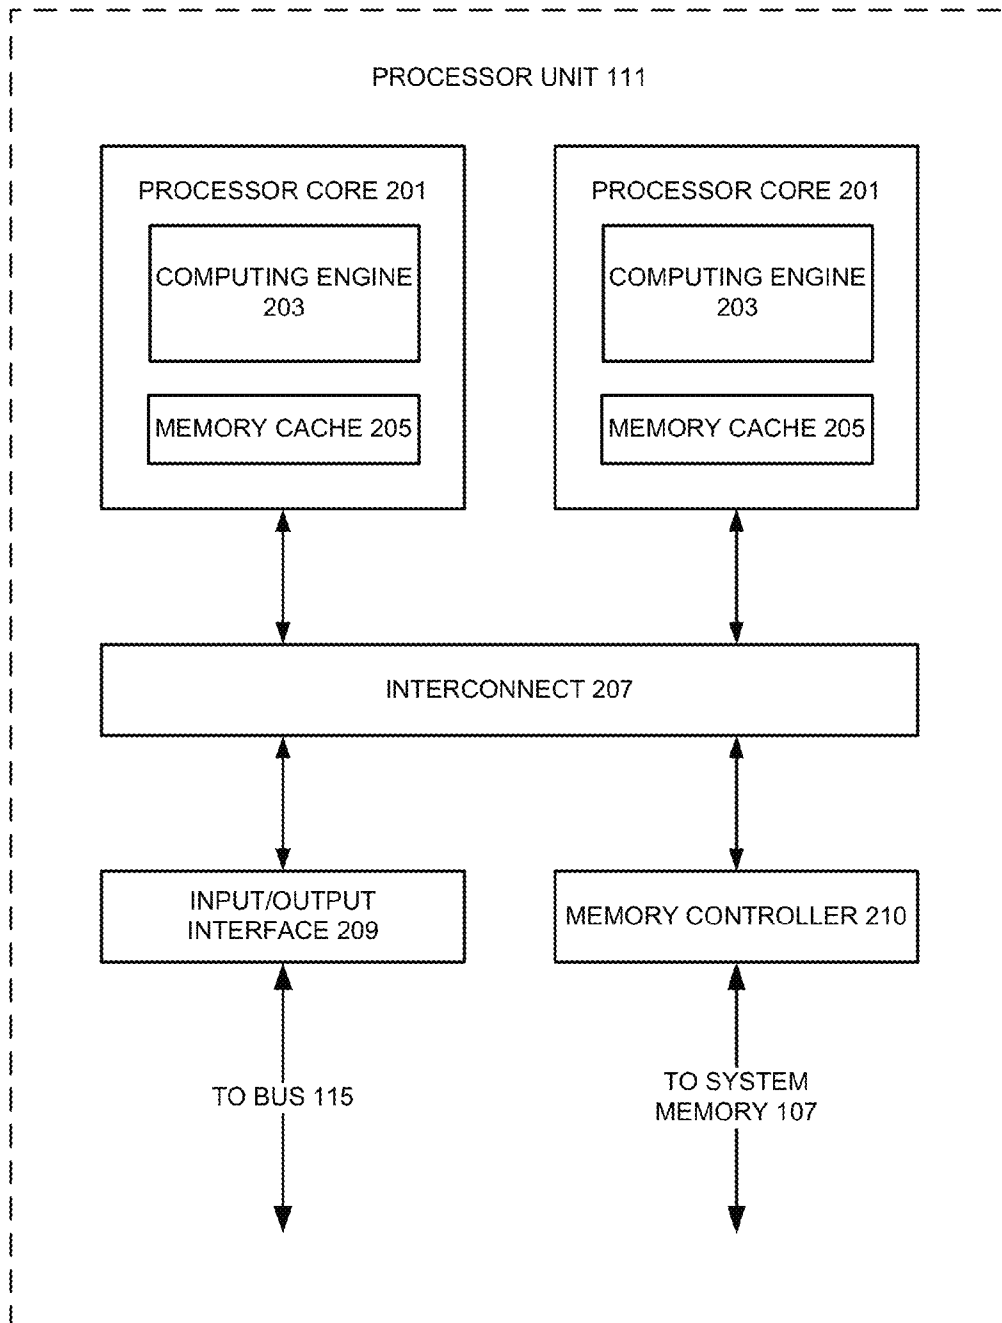 PROCESSOR UNIT 111
PROCESSOR CORE 201
COMPUTING ENGINE
203
MEMORY CACHE 205
PROCESSOR CORE 201
COMPUTING ENGINE
203
MEMORY CACHE 205
INTERCONNECT 207
INPUT/OUTPUT
INTERFACE 209
MEMORY CONTROLLER 210
TO BUS 115
TO SYSTEM
MEMORY 107